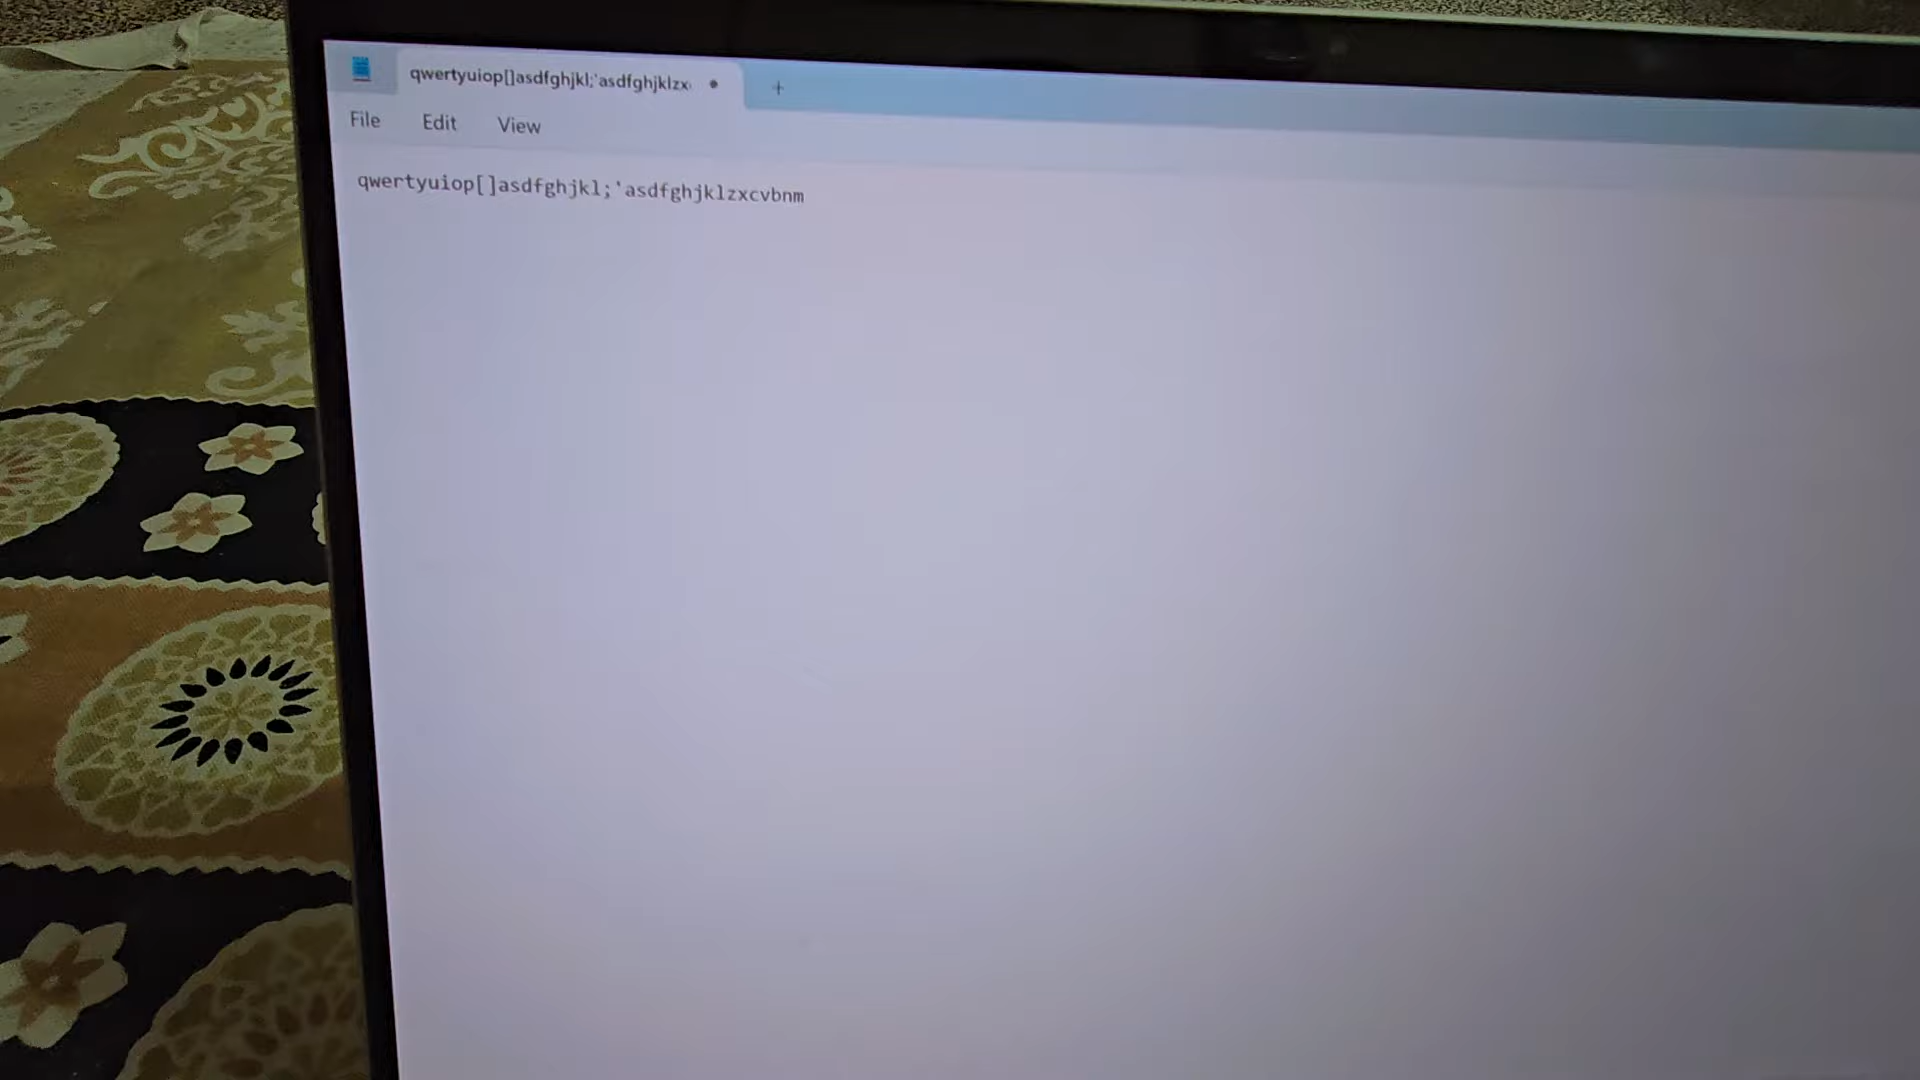 qwertyuiop[]asdfghjkl;'asdfghjklzx
File Edit View
qwertyuiop[]asdfghjkl;'asdfghjklzxcvbnm